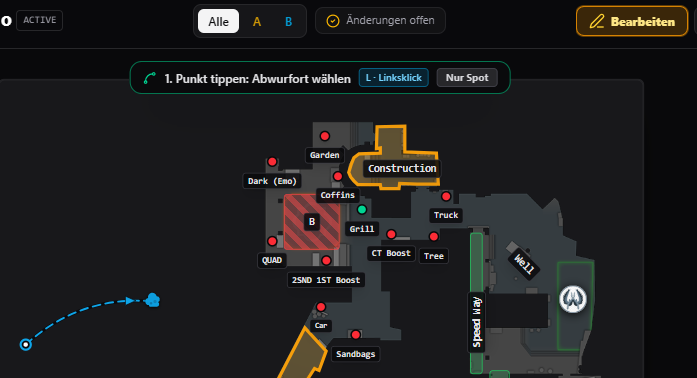 o ACTIVE
Alle A B
Änderungen offen
Bearbeiten
1. Punkt tippen: Abwurfort wählen
L · Linksklick
Nur Spot
Garden
Construction
Dark (Emo)
Coffins
Truck
B
Grill
CT Boost
Tree
QUAD
Well
2SND 1ST Boost
Speed Way
Car
Sandbags